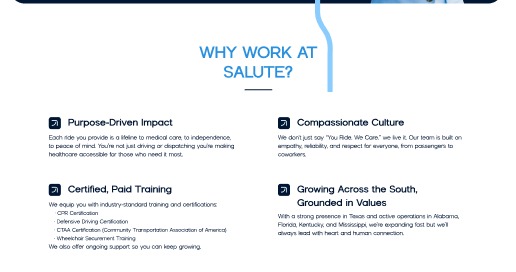 WHY WORK AT
SALUTE?
Purpose-Driven Impact
Each ride you provide is a lifeline to medical care, to independence,
to peace of mind. You're not just driving or dispatching you're making
healthcare accessible for those who need it most.
Compassionate Culture
We don't just say "You Ride, We Care," we live it. Our team is built on
empathy, reliability, and respect for everyone, from passengers to
coworkers.
Certified, Paid Training
We equip you with industry-standard training and certifications:
· CPR Certification
· Defensive Driving Certification
· CTAA Certification (Community Transportation Association of America)
· Wheelchair Securement Training
We also offer ongoing support so you can keep growing.
Growing Across the South,
Grounded in Values
With a strong presence in Texas and active operations in Alabama,
Florida, Kentucky, and Mississippi, we're expanding fast but we'll
always lead with heart and human connection.